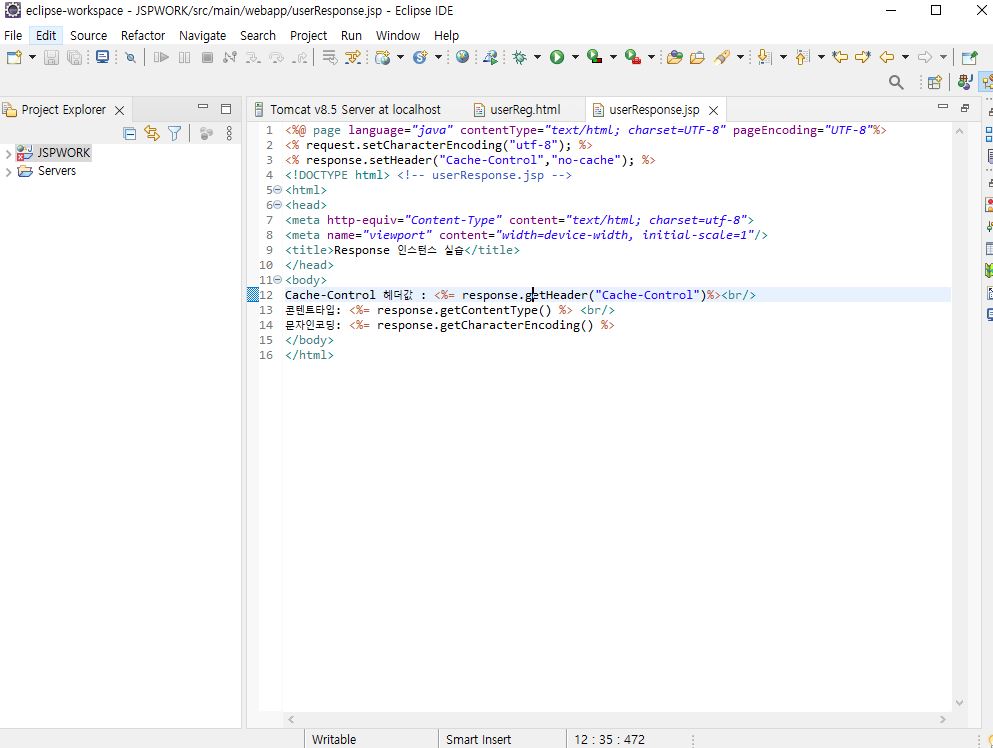 eclipse-workspace - JSPWORK/src/main/webapp/userResponse.jsp - Eclipse IDE
File Edit Source Refactor Navigate Search Project Run Window Help
Project Explorer
Tomcat v8.5 Server at localhost userReg.html userResponse.jsp
JSPWORK
Servers
1 <%@ page language="java" contentType="text/html; charset=UTF-8" pageEncoding="UTF-8"%>
2 <% request.setCharacterEncoding("utf-8"); %>
3 <% response.setHeader("Cache-Control","no-cache"); %>
4 <!DOCTYPE html> <!-- userResponse.jsp -->
5 <html>
6 <head>
7 <meta http-equiv="Content-Type" content="text/html; charset=utf-8">
8 <meta name="viewport" content="width=device-width, initial-scale=1"/>
9 <title>Response 인스턴스 실습</title>
10 </head>
11 <body>
12 Cache-Control 헤더값 : <%= response.getHeader("Cache-Control")%><br/>
13 콘텐트타입: <%= response.getContentType() %> <br/>
14 문자인코딩: <%= response.getCharacterEncoding() %>
15 </body>
16 </html>
Writable Smart Insert 12 : 35 : 472